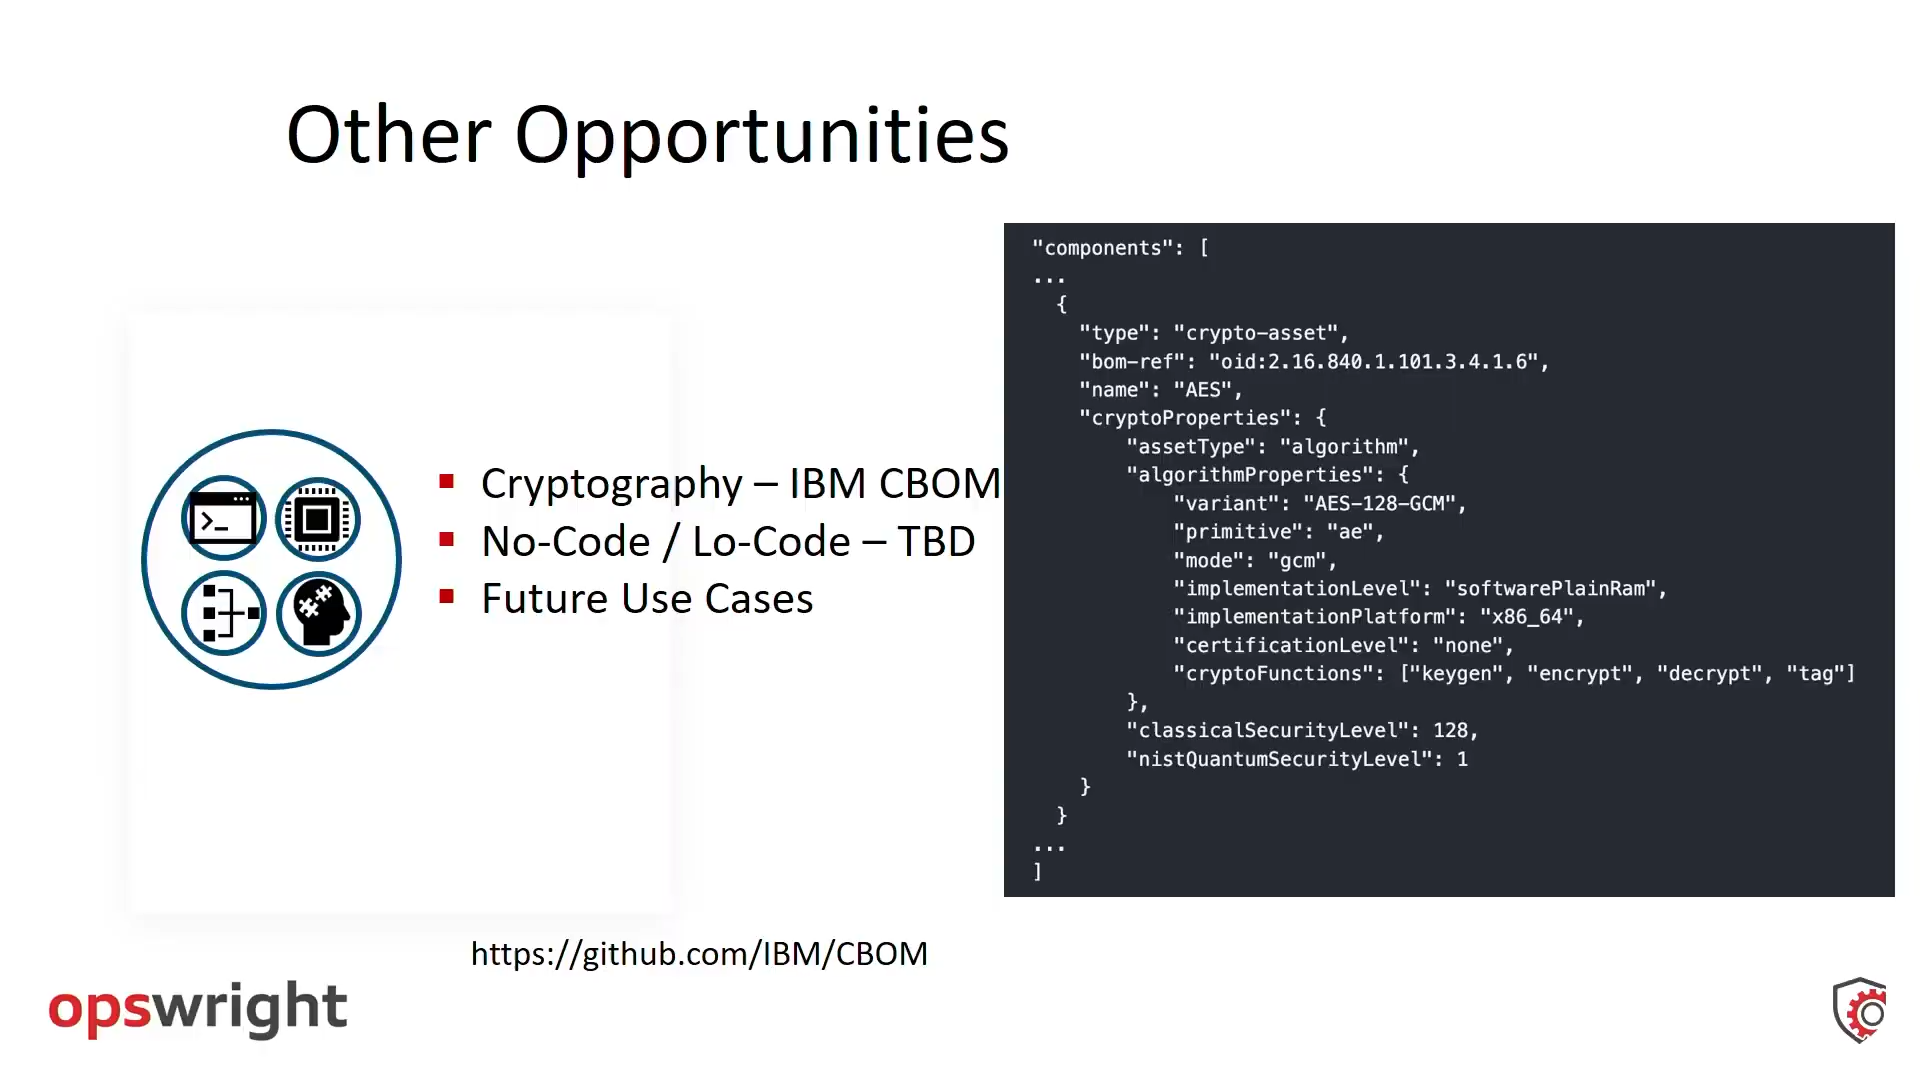 Other Opportunities
▪ Cryptography – IBM CBOM
▪ No-Code / Lo-Code – TBD
▪ Future Use Cases
"components": [
...
  {
    "type": "crypto-asset",
    "bom-ref": "oid:2.16.840.1.101.3.4.1.6",
    "name": "AES",
    "cryptoProperties": {
        "assetType": "algorithm",
        "algorithmProperties": {
            "variant": "AES-128-GCM",
            "primitive": "ae",
            "mode": "gcm",
            "implementationLevel": "softwarePlainRam",
            "implementationPlatform": "x86_64",
            "certificationLevel": "none",
            "cryptoFunctions": ["keygen", "encrypt", "decrypt", "tag"]
        },
        "classicalSecurityLevel": 128,
        "nistQuantumSecurityLevel": 1
    }
  }
...
]
https://github.com/IBM/CBOM
opswright